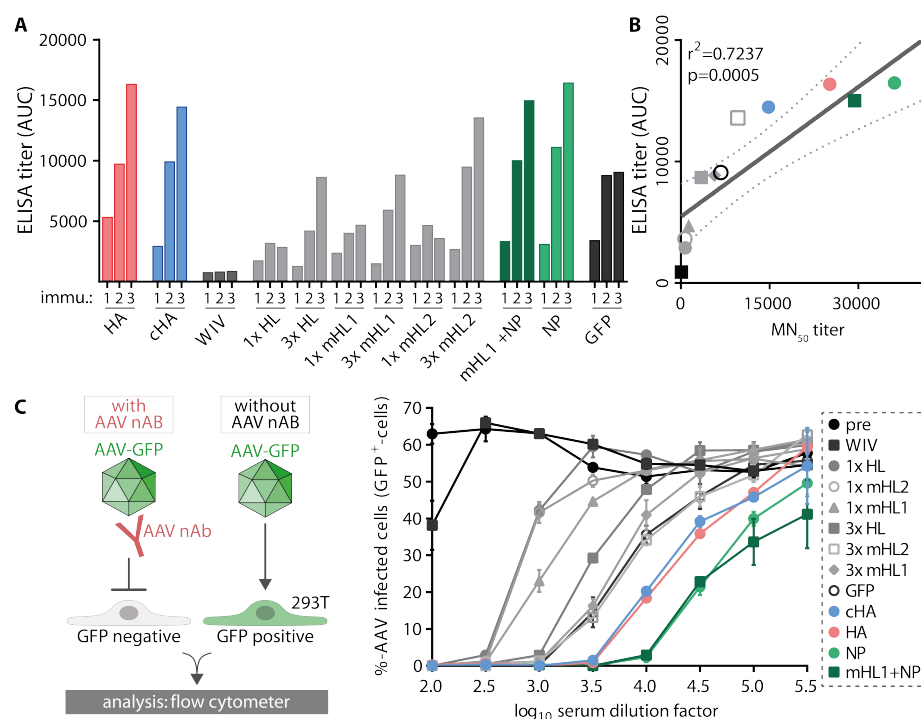 A
ELISA titer (AUC)
20000
15000
10000
5000
immu.:
1 2 3 1 2 3 1 2 3 1 2 3 1 2 3 1 2 3 1 2 3 1 2 3 1 2 3 1 2 3 1 2 3 1 2 3
HA
cHA
WIV
1x HL
3x HL
1x mHL1
3x mHL1
1x mHL2
3x mHL2
mHL1 +NP
NP
GFP
B
r²=0.7237
p=0.0005
ELISA titer (AUC)
20000
10000
0
0 15000 30000
MN₅₀ titer
C
with
AAV nAB
without
AAV nAB
AAV-GFP
AAV-GFP
AAV nAb
293T
GFP negative
GFP positive
analysis: flow cytometer
%-AAV infected cells (GFP⁺-cells)
70
60
50
40
30
20
10
0
2.0 2.5 3.0 3.5 4.0 4.5 5.0 5.5
log₁₀ serum dilution factor
pre
WIV
1x HL
1x mHL2
1x mHL1
3x HL
3x mHL2
3x mHL1
GFP
cHA
HA
NP
mHL1+NP